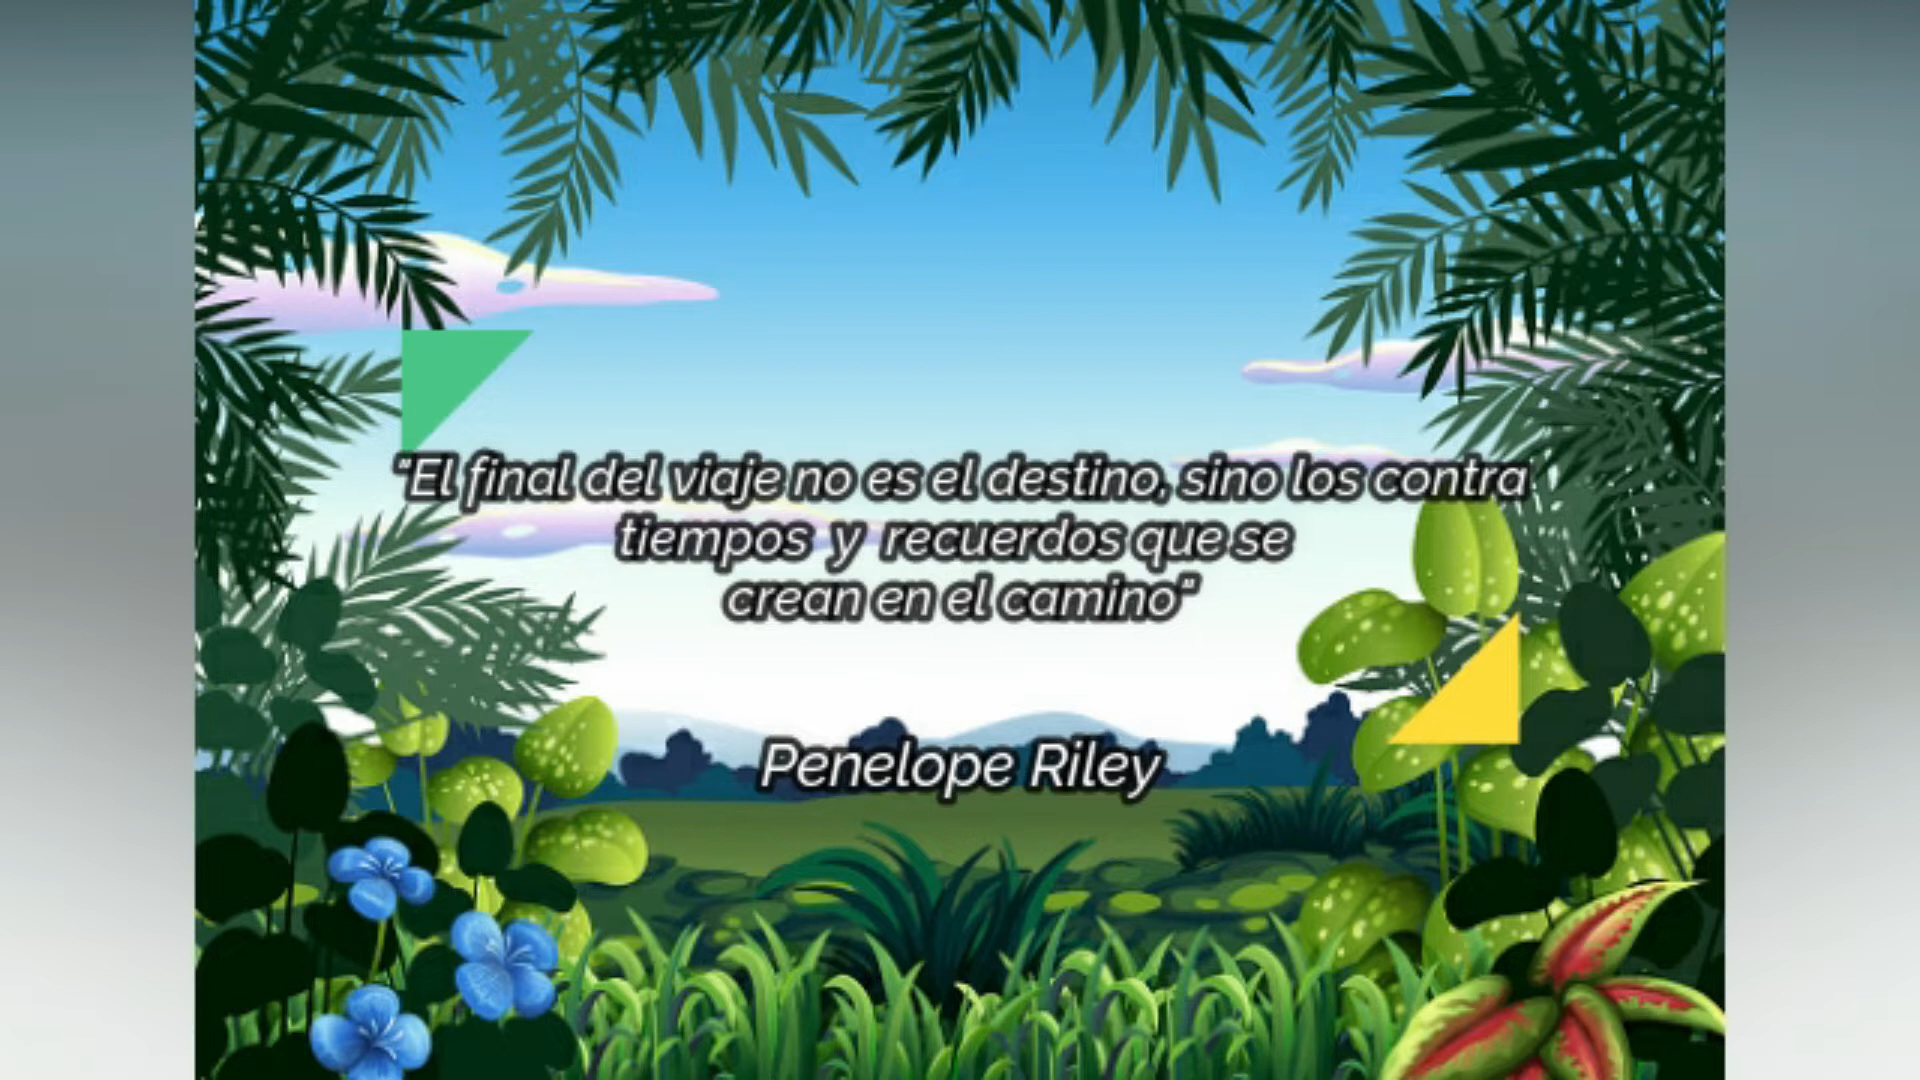 "El final del viaje no es el destino, sino los contra
tiempos y recuerdos que se
crean en el camino"
Penelope Riley